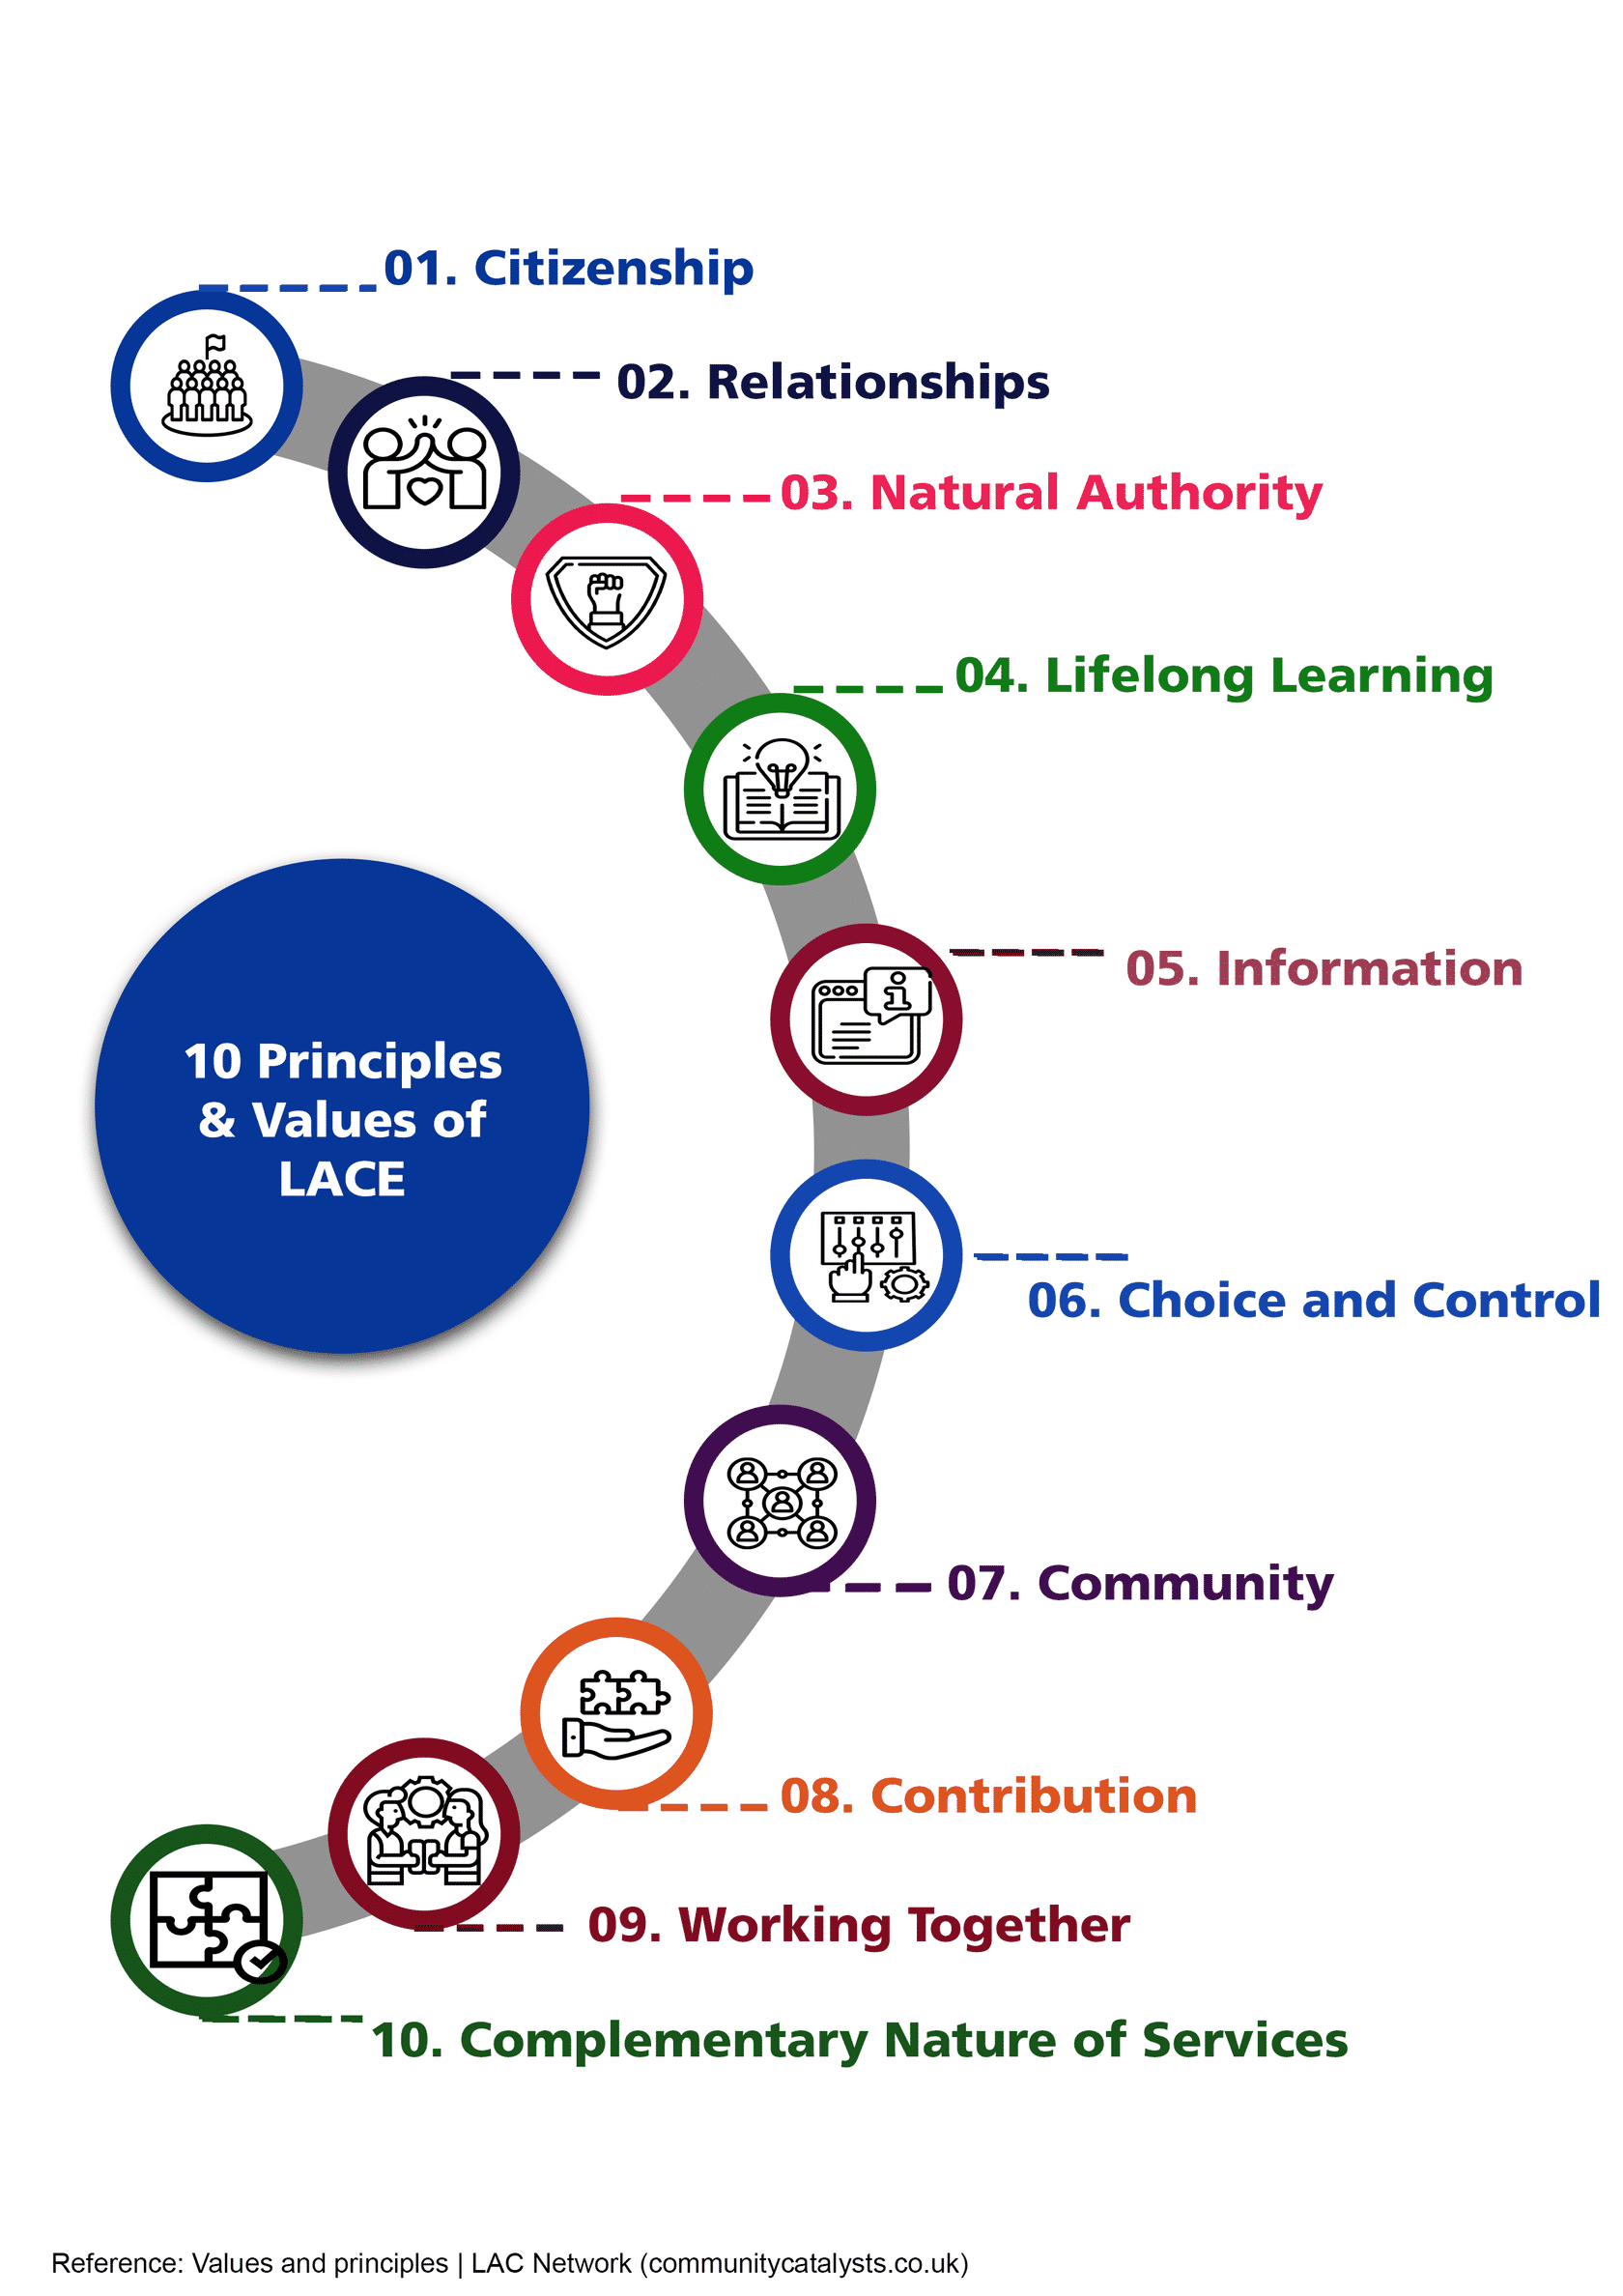 01. Citizenship
02. Relationships
03. Natural Authority
04. Lifelong Learning
05. Information
10 Principles
& Values of
LACE
06. Choice and Control
07. Community
08. Contribution
09. Working Together
10. Complementary Nature of Services
Reference: Values and principles | LAC Network (communitycatalysts.co.uk)